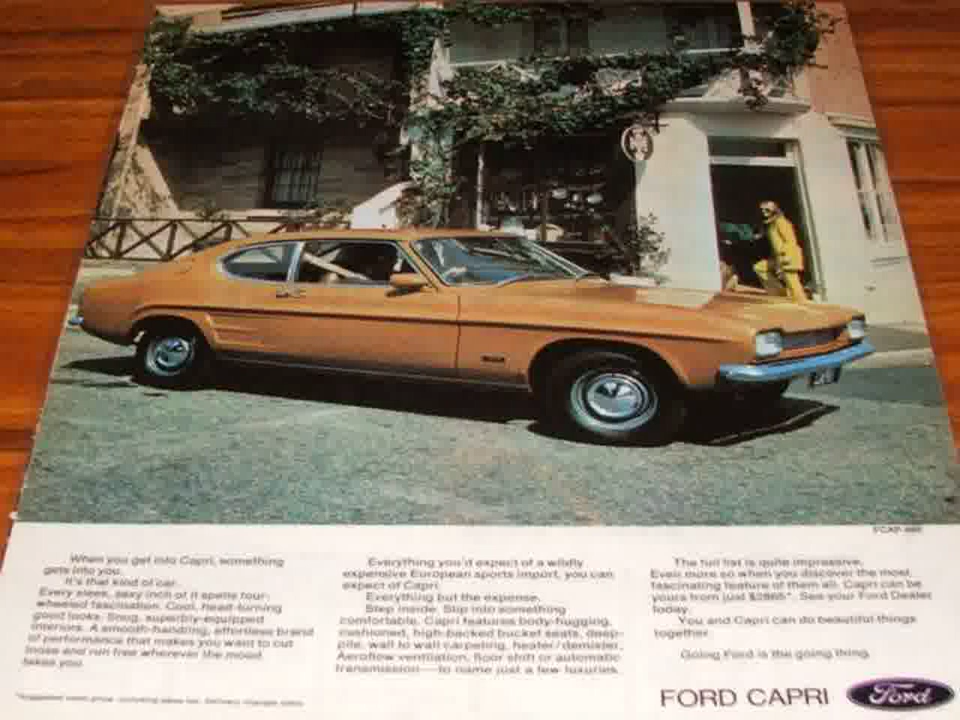 When you get into Capri, something
gets into you.
It's that kind of car.
Every sleek, sexy inch of it spells four-
wheeled fascination. Cool, head-turning
good looks. Snug, superbly-equipped
interiors. A smooth-handling, effortless brand
of performance that makes you want to cut
loose and run free wherever the mood
takes you.
Everything you'd expect of a wildly
expensive European sports import, you can
expect of Capri.
Everything but the expense.
Step inside. Slip into something
comfortable. Capri features body-hugging,
cushioned, high-backed bucket seats, deep-
pile, wall to wall carpeting, heater/demister,
Aeroflow ventilation, floor shift or automatic
transmission—to name just a few luxuries.
The full list is quite impressive.
Even more so when you discover the most
fascinating feature of them all. Capri can be
yours from just $2865*. See your Ford Dealer
today.
You and Capri can do beautiful things
together.
Going Ford is the going thing.
FORD CAPRI
Ford